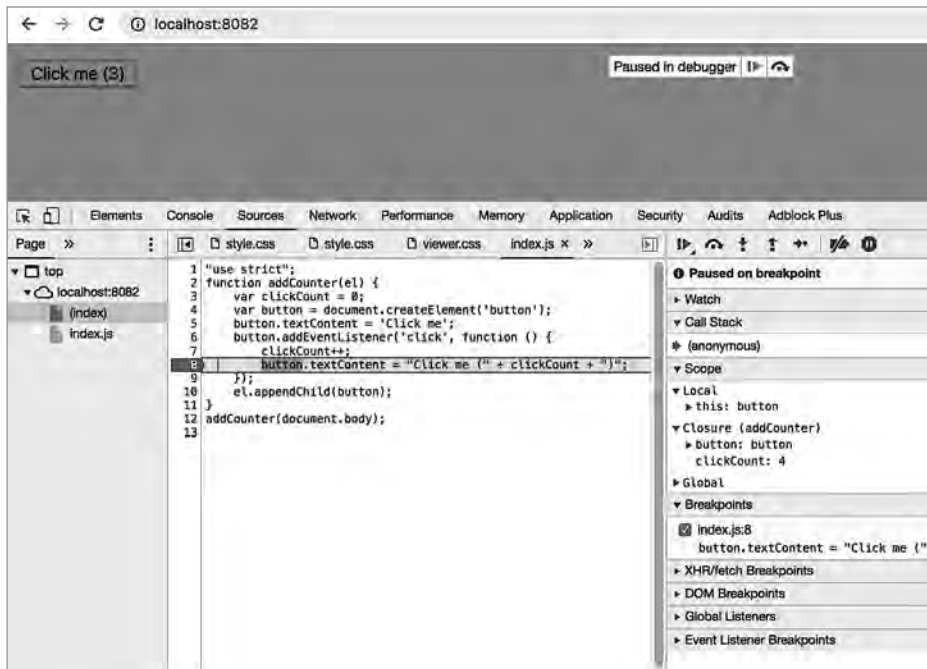 localhost:8082
Click me (3)
Paused in debugger
Elements Console Sources Network Performance Memory Application Security Audits Adblock Plus
Page » style.css style.css viewer.css index.js × »
top
localhost:8082
(index)
index.js
1 "use strict";
2 function addCounter(el) {
3 var clickCount = 0;
4 var button = document.createElement('button');
5 button.textContent = 'Click me';
6 button.addEventListener('click', function () {
7 clickCount++;
8 button.textContent = "Click me (" + clickCount + ")";
9 });
10 el.appendChild(button);
11 }
12 addCounter(document.body);
13
Paused on breakpoint
Watch
Call Stack
(anonymous)
Scope
Local
this: button
Closure (addCounter)
button: button
clickCount: 4
Global
Breakpoints
index.js:8
button.textContent = "Click me ("
XHR/fetch Breakpoints
DOM Breakpoints
Global Listeners
Event Listener Breakpoints